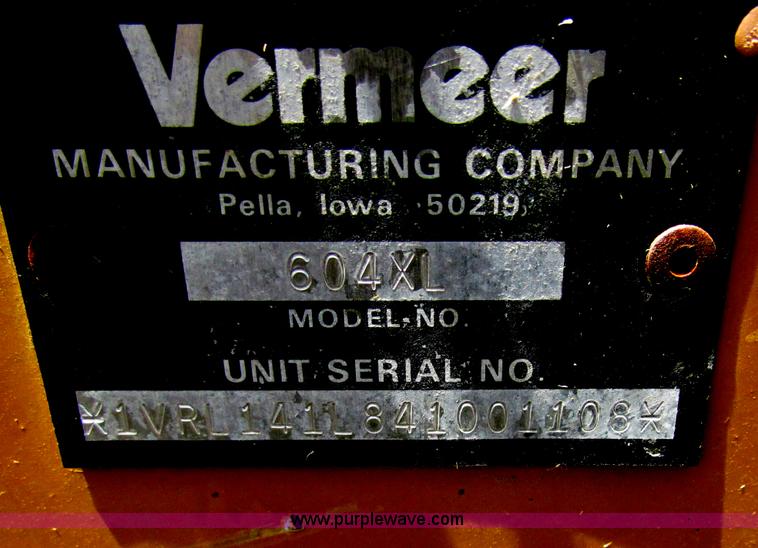 Vermeer
MANUFACTURING COMPANY
Pella, Iowa 50219
604XL
MODEL NO.
UNIT SERIAL NO.
*1VRL141L841001108*
www.purplewave.com